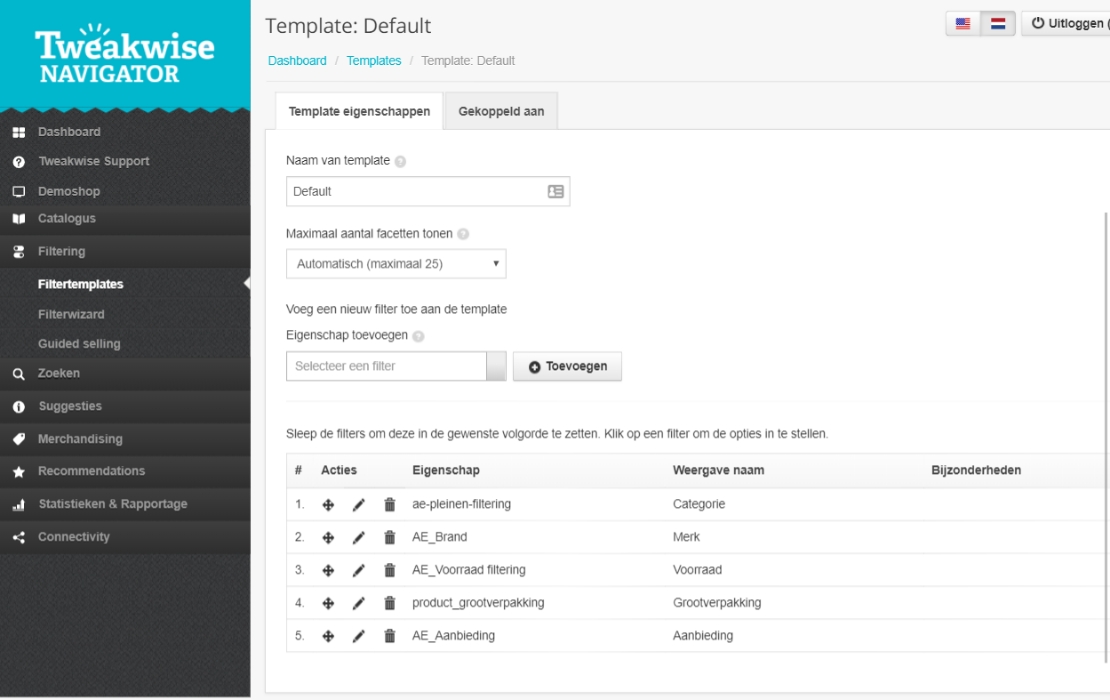 Tweakwise
NAVIGATOR
Dashboard
Tweakwise Support
Demoshop
Catalogus
Filtering
Filtertemplates
Filterwizard
Guided selling
Zoeken
Suggesties
Merchandising
Recommendations
Statistieken & Rapportage
Connectivity
Template: Default
Uitloggen (
Dashboard / Templates / Template: Default
Template eigenschappen Gekoppeld aan
Naam van template ?
Default
Maximaal aantal facetten tonen ?
Automatisch (maximaal 25)
Voeg een nieuw filter toe aan de template
Eigenschap toevoegen ?
Selecteer een filter Toevoegen
Sleep de filters om deze in de gewenste volgorde te zetten. Klik op een filter om de opties in te stellen.
# Acties Eigenschap Weergave naam Bijzonderheden
1. ae-pleinen-filtering Categorie
2. AE_Brand Merk
3. AE_Voorraad filtering Voorraad
4. product_grootverpakking Grootverpakking
5. AE_Aanbieding Aanbieding